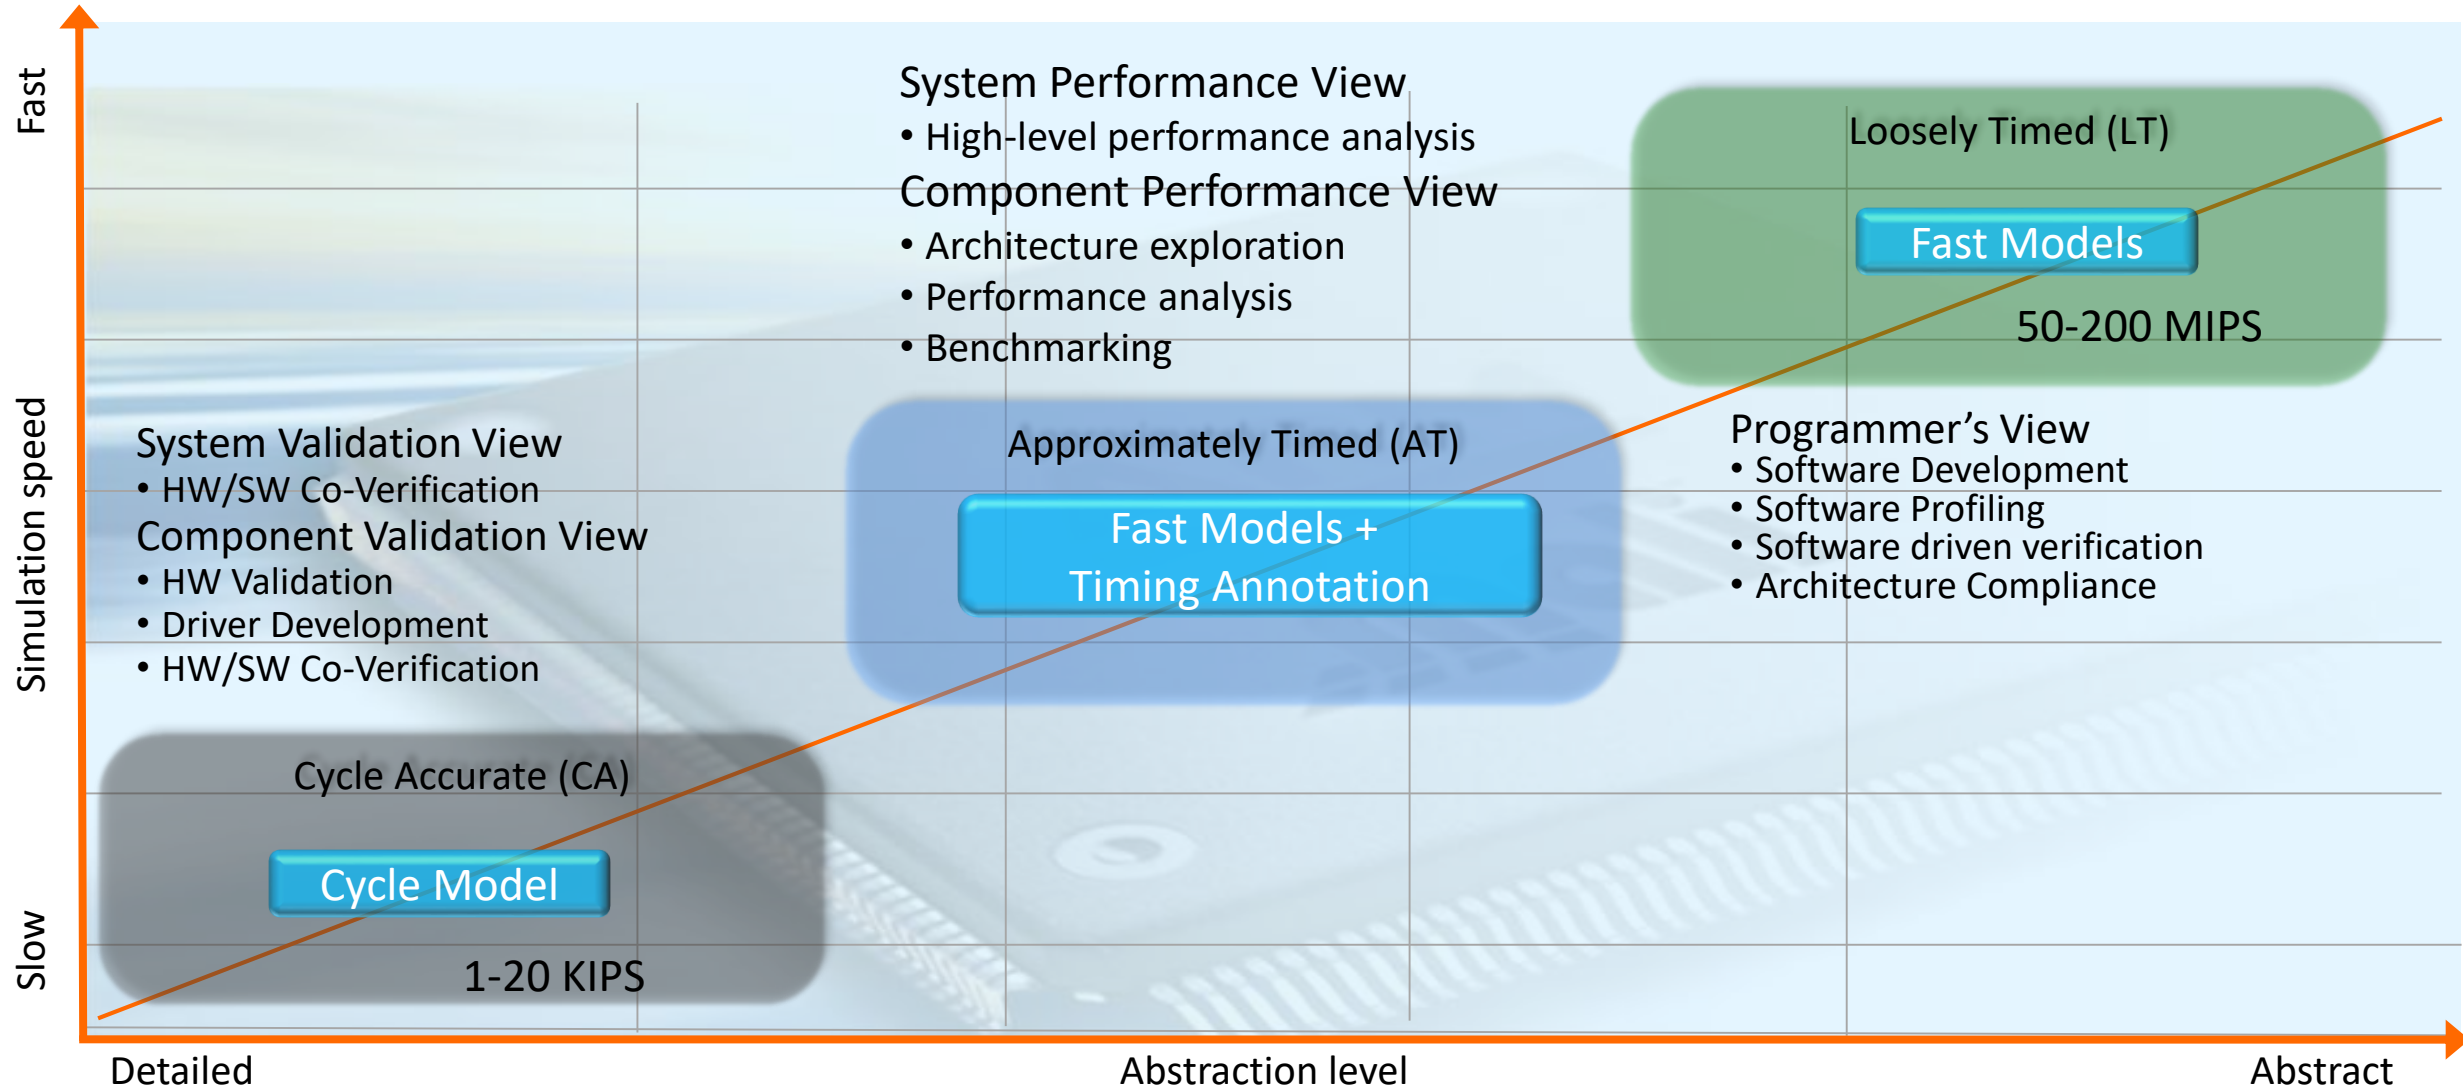 Fast
Simulation speed
Slow
System Performance View
• High-level performance analysis
Component Performance View
• Architecture exploration
• Performance analysis
• Benchmarking
Loosely Timed (LT)
Fast Models
50-200 MIPS
System Validation View
• HW/SW Co-Verification
Component Validation View
• HW Validation
• Driver Development
• HW/SW Co-Verification
Approximately Timed (AT)
Fast Models +
Timing Annotation
Programmer’s View
• Software Development
• Software Profiling
• Software driven verification
• Architecture Compliance
Cycle Accurate (CA)
Cycle Model
1-20 KIPS
Detailed
Abstraction level
Abstract